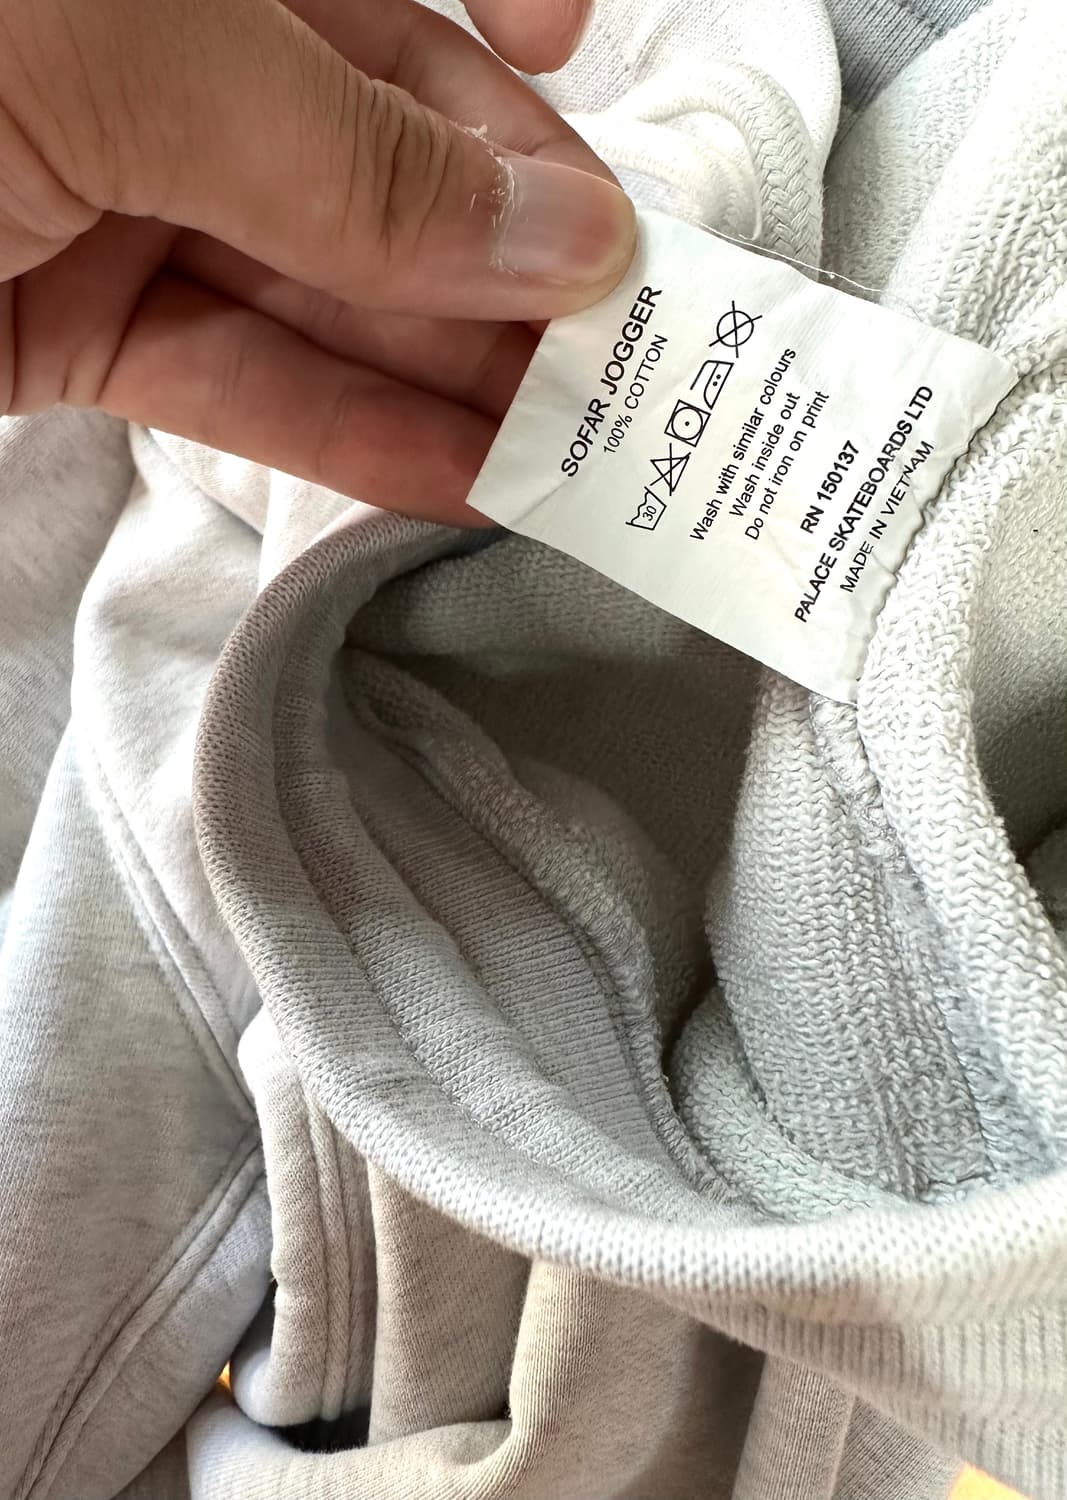 SOFAR JOGGER
100% COTTON
30
Wash with similar colours
Wash inside out
Do not iron on print
RN 150137
PALACE SKATEBOARDS LTD
MADE IN VIETNAM